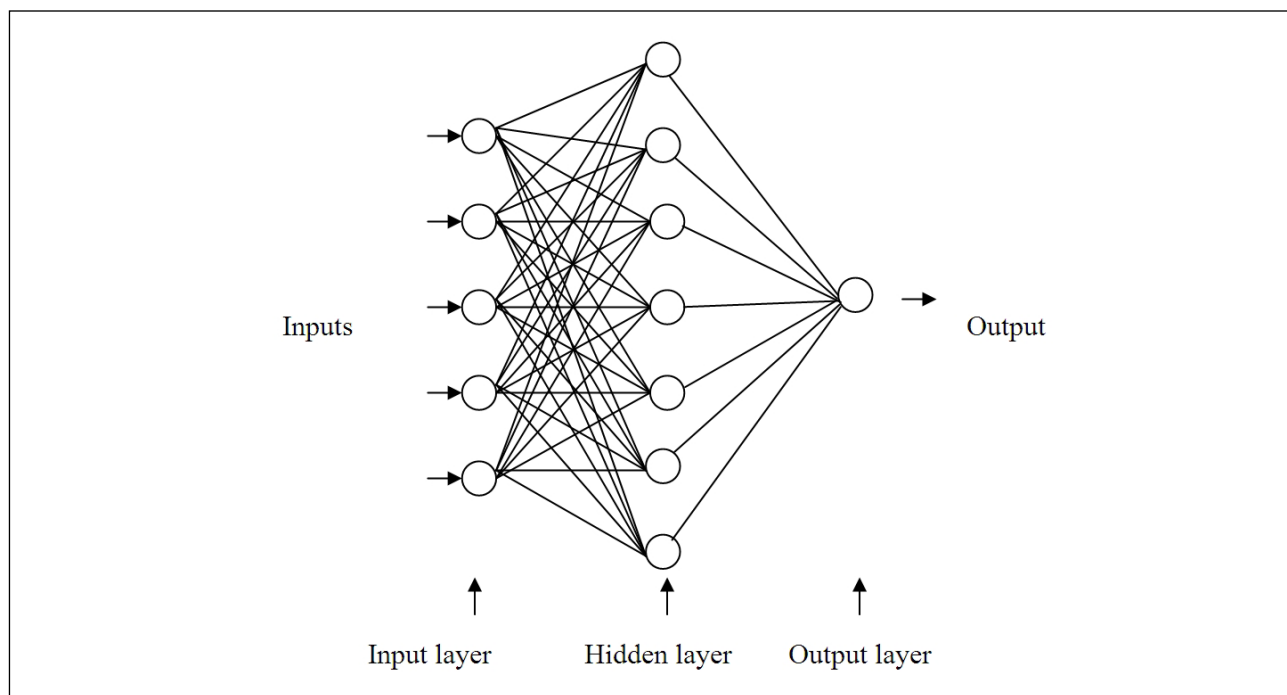 Inputs
Output
Input layer
Hidden layer
Output layer